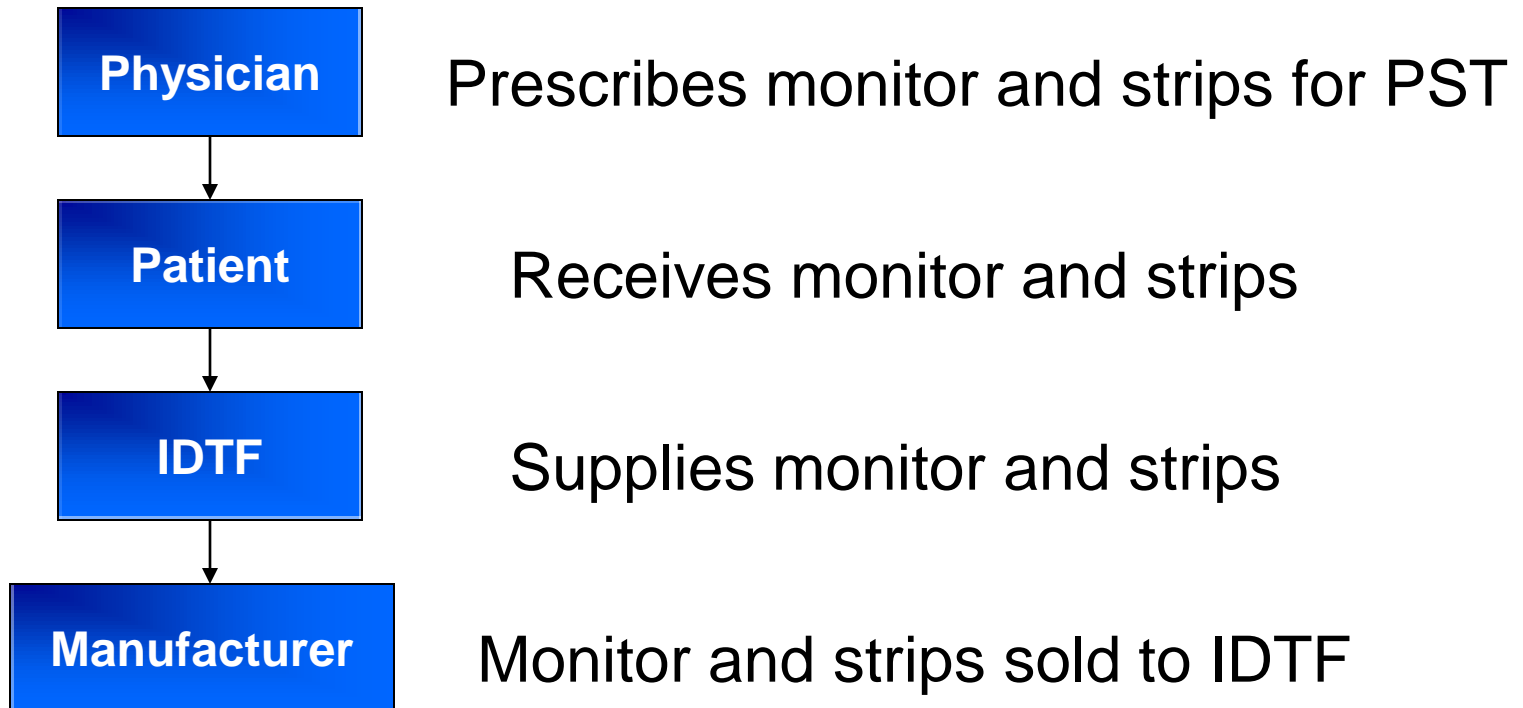 Physician
Prescribes monitor and strips for PST
Patient
Receives monitor and strips
IDTF
Supplies monitor and strips
Manufacturer
Monitor and strips sold to IDTF